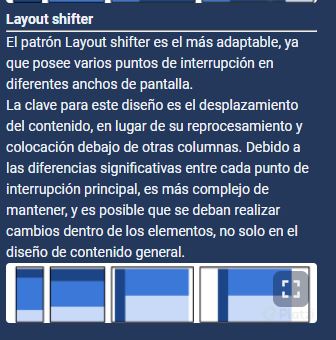 Layout shifter
El patrón Layout shifter es el más adaptable, ya
que posee varios puntos de interrupción en
diferentes anchos de pantalla.
La clave para este diseño es el desplazamiento
del contenido, en lugar de su reprocesamiento y
colocación debajo de otras columnas. Debido a
las diferencias significativas entre cada punto de
interrupción principal, es más complejo de
mantener, y es posible que se deban realizar
cambios dentro de los elementos, no solo en el
diseño de contenido general.